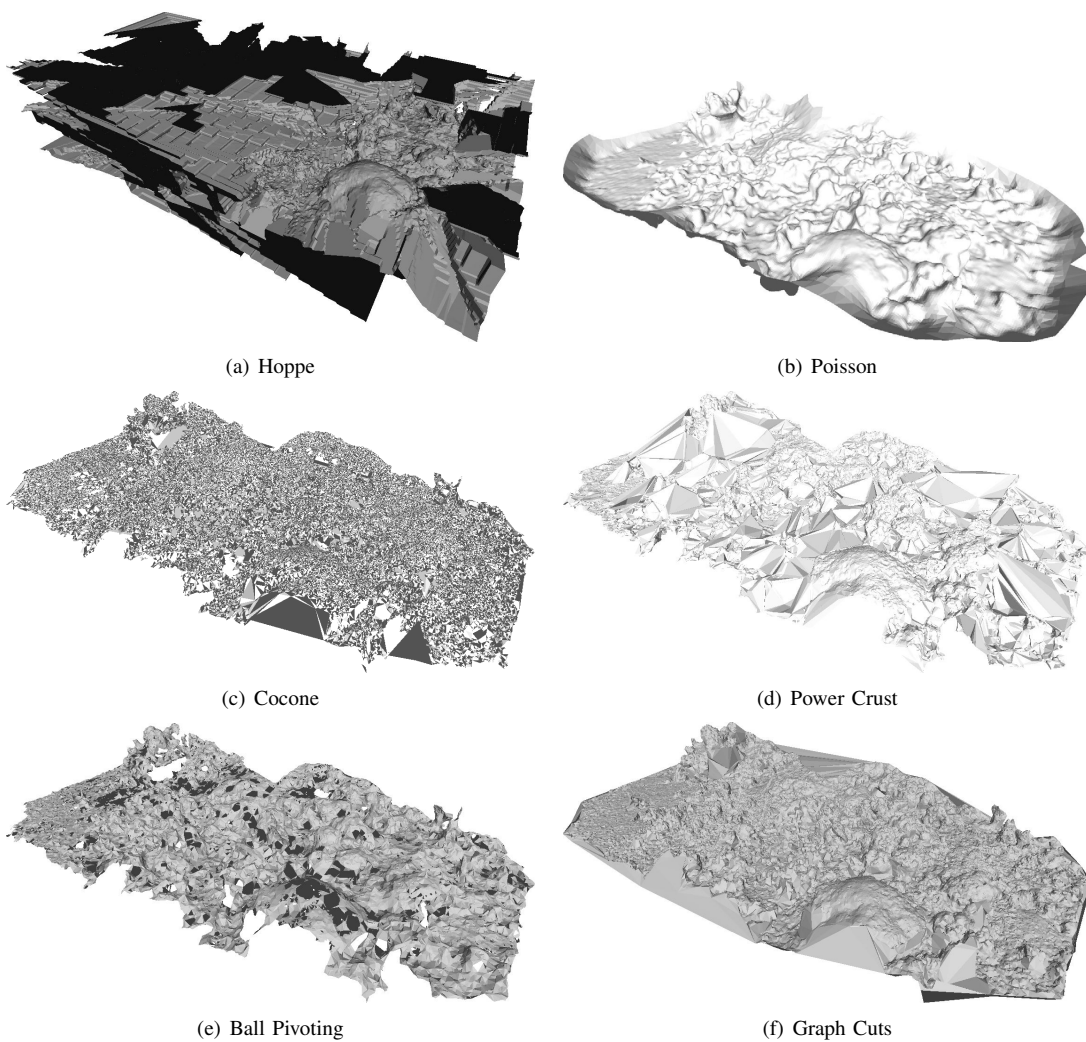 (a) Hoppe
(b) Poisson
(c) Cocone
(d) Power Crust
(e) Ball Pivoting
(f) Graph Cuts